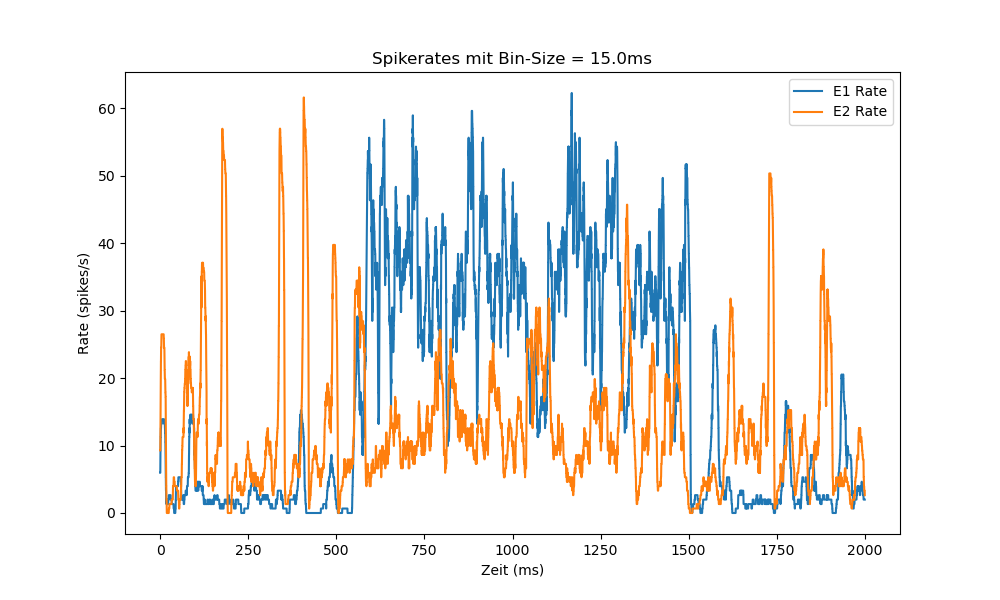 Spikerates mit Bin-Size = 15.0ms
E1 Rate
E2 Rate
Rate (spikes/s)
60
50
40
30
20
10
0
0 250 500 750 1000 1250 1500 1750 2000
Zeit (ms)